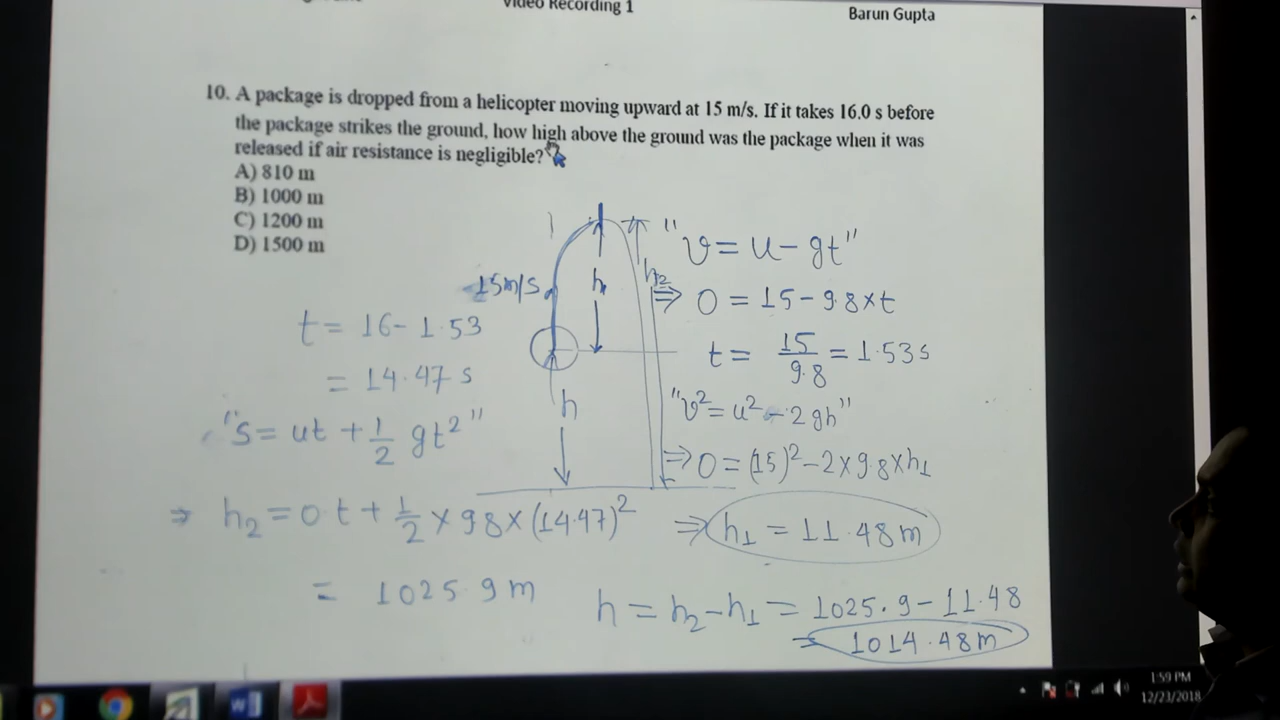 Video Recording 1
Barun Gupta
10. A package is dropped from a helicopter moving upward at 15 m/s. If it takes 16.0 s before
the package strikes the ground, how high above the ground was the package when it was
released if air resistance is negligible?
A) 810 m
B) 1000 m
C) 1200 m
D) 1500 m
15m/s
h
h₂
h
"v = u - gt"
⇒ 0 = 15 - 9.8×t
t = 15/9.8 = 1.53 s
"v² = u² - 2gh"
⇒ 0 = (15)² - 2×9.8×h₁
⇒ h₁ = 11.48 m
t = 16 - 1.53
= 14.47 s
"s = ut + 1/2 gt²"
⇒ h₂ = 0.t + 1/2 × 9.8 × (14.47)²
= 1025.9 m
h = h₂ - h₁ = 1025.9 - 11.48
⇒ 1014.48 m
1:59 PM
12/23/2018